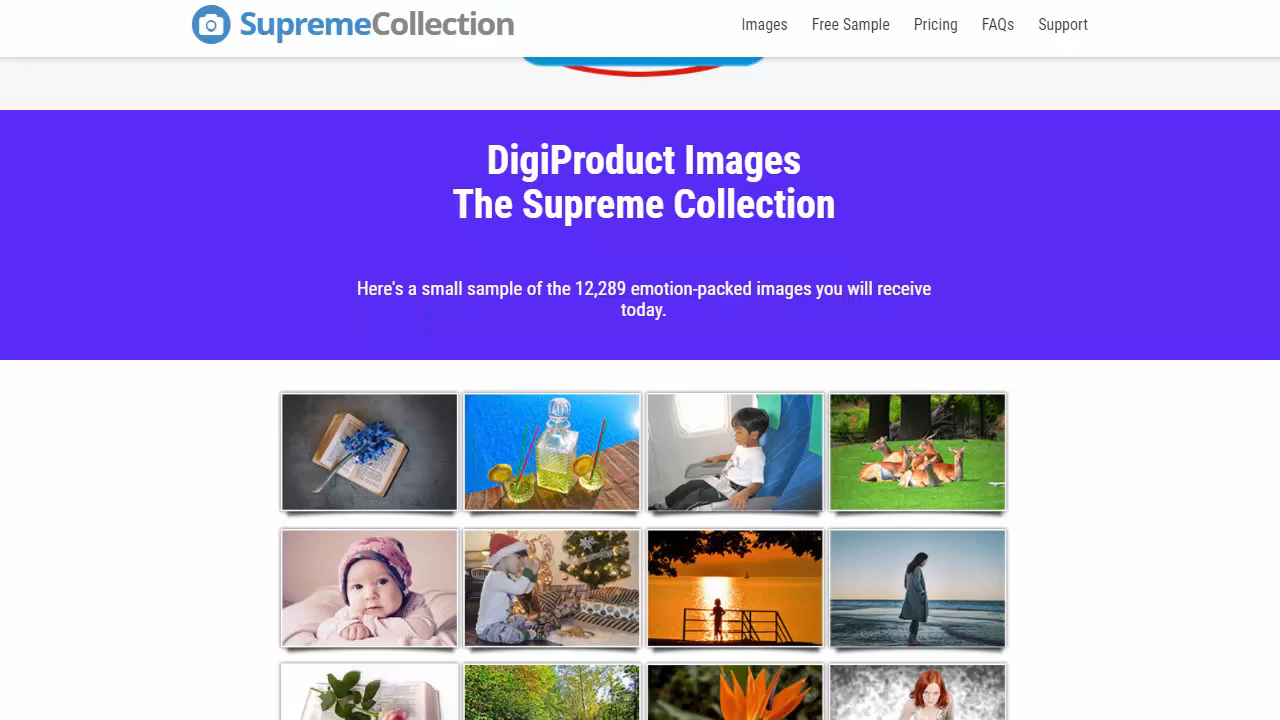 SupremeCollection
Images Free Sample Pricing FAQs Support
DigiProduct Images
The Supreme Collection
Here's a small sample of the 12,289 emotion-packed images you will receive
today.